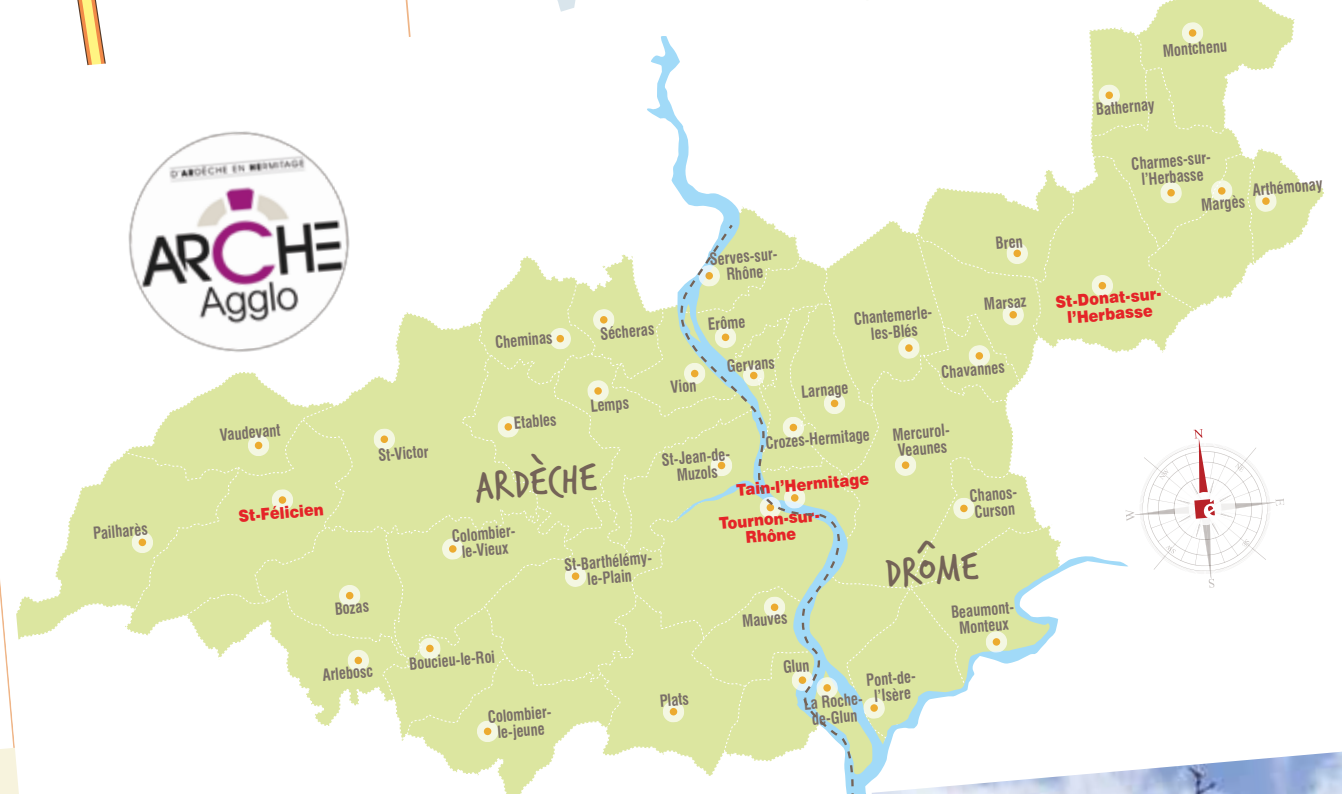 Montchenu
Bathernay
D'ARDÈCHE EN HERMITAGE
ARCHE
Agglo
Charmes-sur-
l'Herbasse
Margès
Arthémonay
Serves-sur-
Rhône
Bren
St-Donat-sur-
l'Herbasse
Marsaz
Chantemerle-
les-Blés
Chavannes
Cheminas
Sécheras
Erôme
Gervans
Vion
Larnage
Lemps
Etables
Crozes-Hermitage
Mercurol-
Veaunes
Vaudevant
St-Victor
ARDÈCHE
St-Jean-de-
Muzols
Tain-l'Hermitage
Tournon-sur-
Rhône
Chanos-
Curson
N
E
S
W
e
St-Félicien
Pailharès
Colombier-
le-Vieux
St-Barthélémy-
le-Plain
DRÔME
Bozas
Mauves
Beaumont-
Monteux
Arlebosc
Boucieu-le-Roi
Glun
La Roche-
de-Glun
Pont-de-
l'Isère
Plats
Colombier-
le-jeune